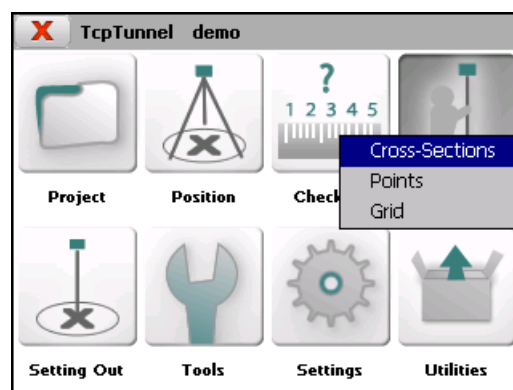 TcpTunnel demo
?
1 2 3 4 5
Cross-Sections
Points
Grid
Project Position Check
Setting Out Tools Settings Utilities